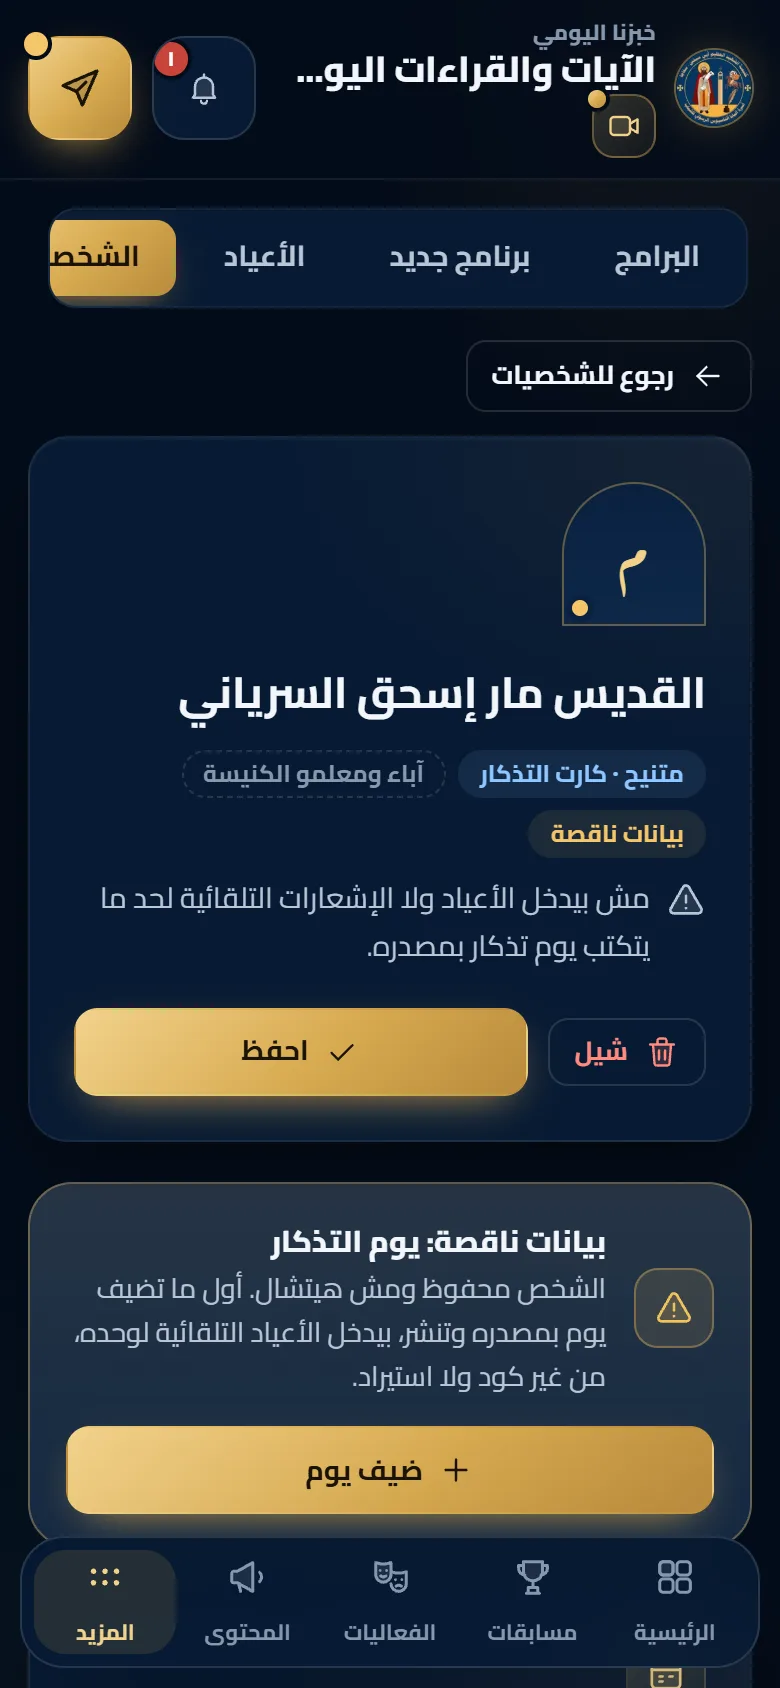 خبزنا اليومي
الآيات والقراءات اليو...
١
البرامج
برنامج جديد
الأعياد
الشخص
رجوع للشخصيات
م
القديس مار إسحق السرياني
متنيح · كارت التذكار
آباء ومعلمو الكنيسة
بيانات ناقصة
مش بيدخل الأعياد ولا الإشعارات التلقائية لحد ما
يتكتب يوم تذكار بمصدره.
شيل
احفظ
بيانات ناقصة: يوم التذكار
الشخص محفوظ ومش هيتشال. أول ما تضيف
يوم بمصدره وتنشر، بيدخل الأعياد التلقائية لوحده،
من غير كود ولا استيراد.
ضيف يوم
الرئيسية
مسابقات
الفعاليات
المحتوى
المزيد